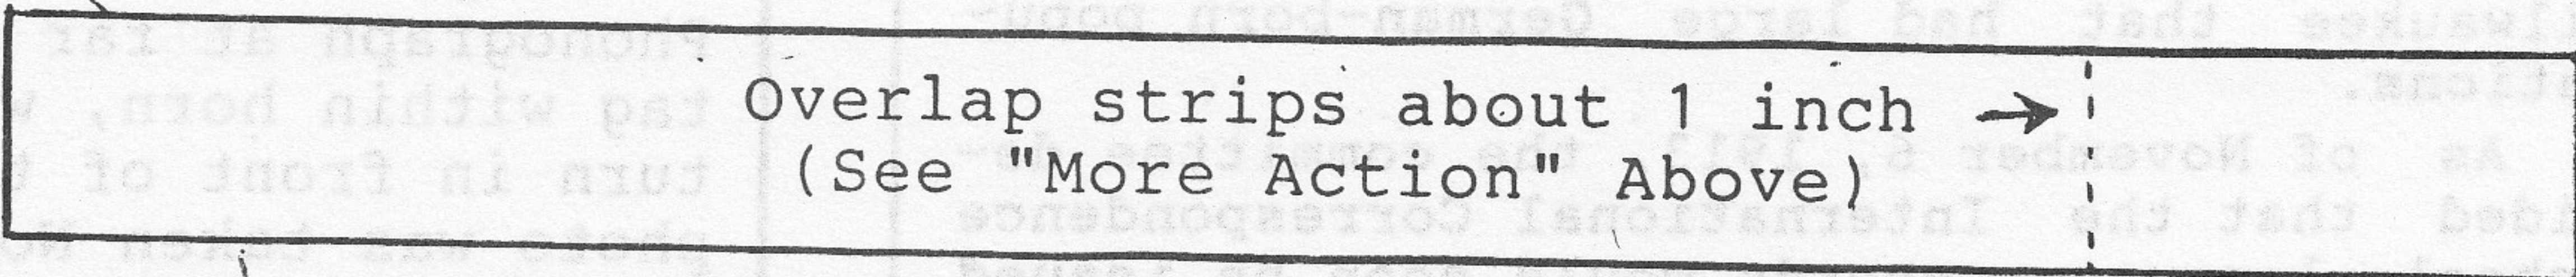 Overlap strips about 1 inch →
(See "More Action" Above)